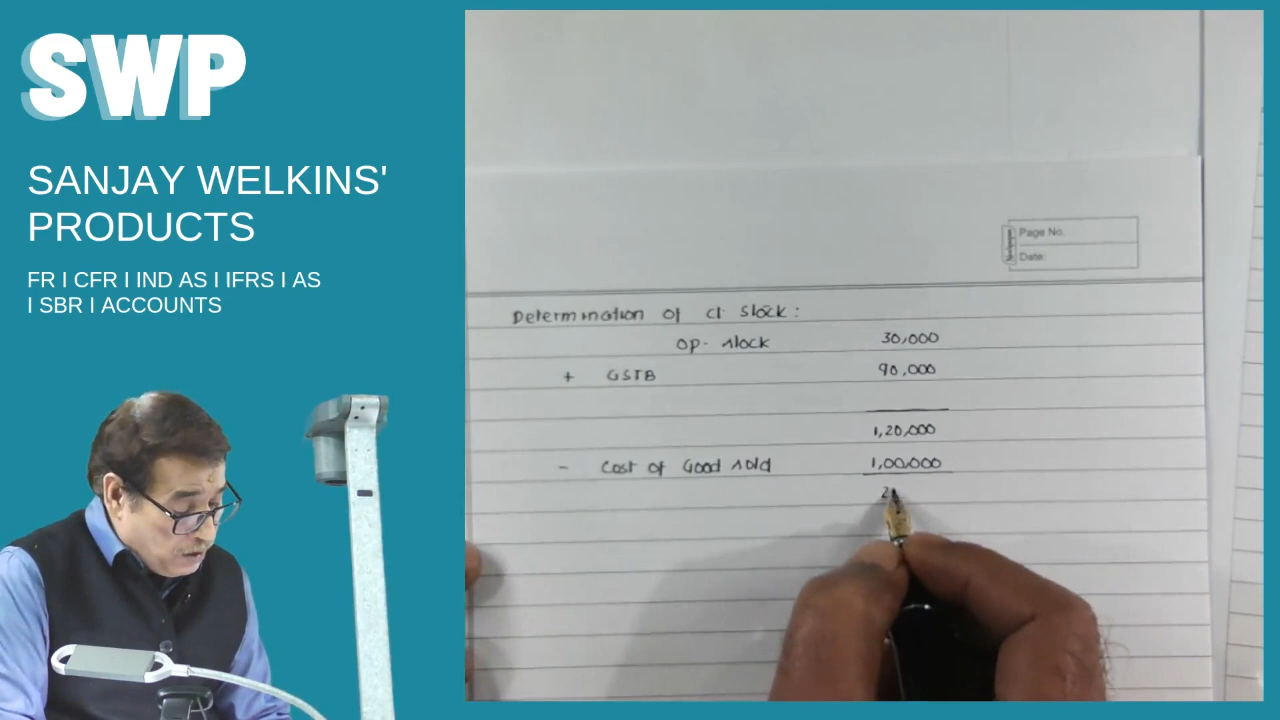 SWP
SANJAY WELKINS'
PRODUCTS
FR I CFR I IND AS I IFRS I AS
I SBR I ACCOUNTS
Page No.
Date:
Determination of Cl Stock :
Op- stock 30,000
+ GSTB 90,000
1,20,000
- Cost of Good sold 1,00,000
2